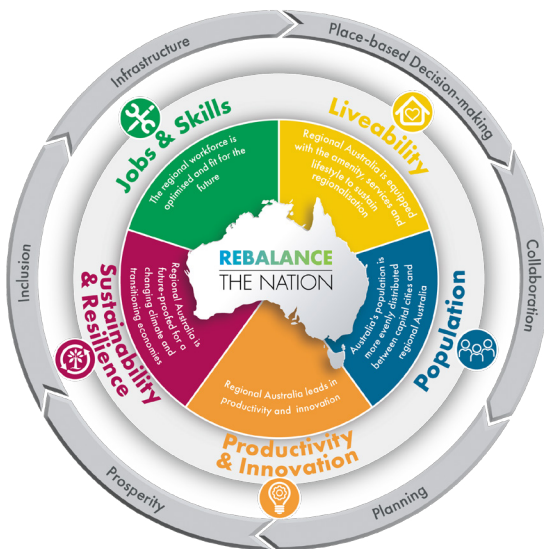 Infrastructure
Place-based Decision-making
Collaboration
Planning
Prosperity
Inclusion
Jobs & Skills
The regional workforce is
optimised and fit for the
future
Liveability
Regional Australia is equipped
with the amenity, services and
lifestyle to sustain
regionalisation
Population
Australia's population is
more evenly distributed
between capital cities and
regional Australia
Productivity
& Innovation
Regional Australia leads in
productivity and innovation
Sustainability
& Resilience
Regional Australia is
future-proofed for a
changing climate and
transitioning economies
REBALANCE
THE NATION